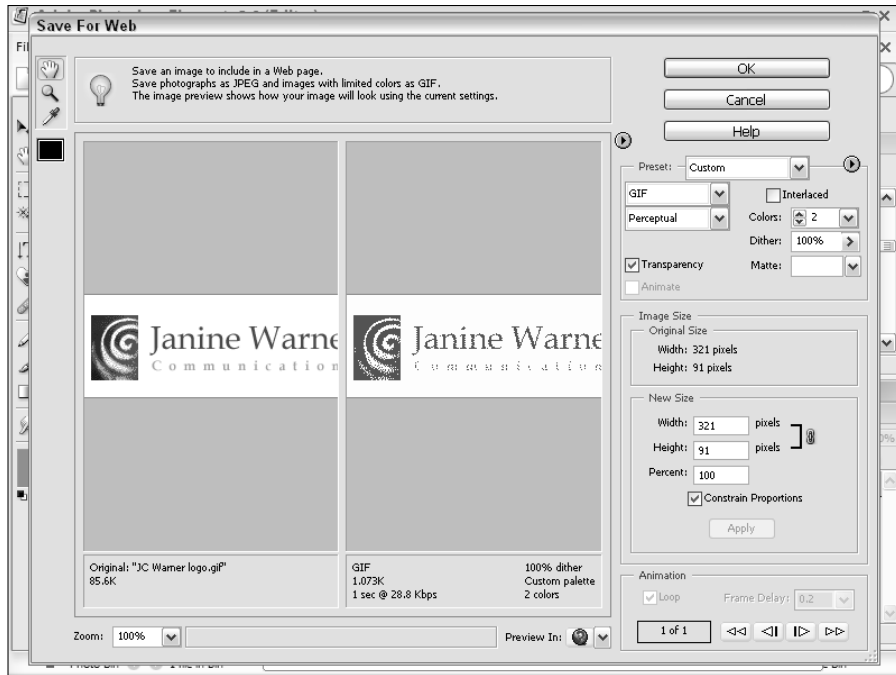 Save For Web
Fil
Save an image to include in a Web page.
Save photographs as JPEG and images with limited colors as GIF.
The image preview shows how your image will look using the current settings.
OK
Cancel
Help
Preset: Custom
GIF
Interlaced
Perceptual
Colors: 2
Dither: 100%
Transparency
Matte:
Animate
Image Size
Original Size
Width: 321 pixels
Height: 91 pixels
New Size
Width: 321 pixels
Height: 91 pixels
Percent: 100
Constrain Proportions
Apply
Janine Warne
Communication
Janine Warne
Communication
Original: "JC Warner logo.gif"
85.6K
GIF
1.073K
1 sec @ 28.8 Kbps
100% dither
Custom palette
2 colors
Animation
Loop
Frame Delay: 0.2
1 of 1
Zoom: 100%
Preview In: